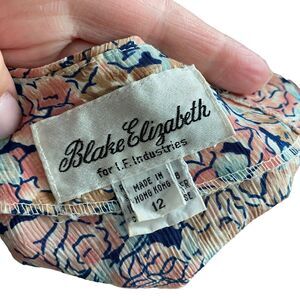 Blake Elizabeth
for I.F. Industries
MADE IN
HONG KONG
12